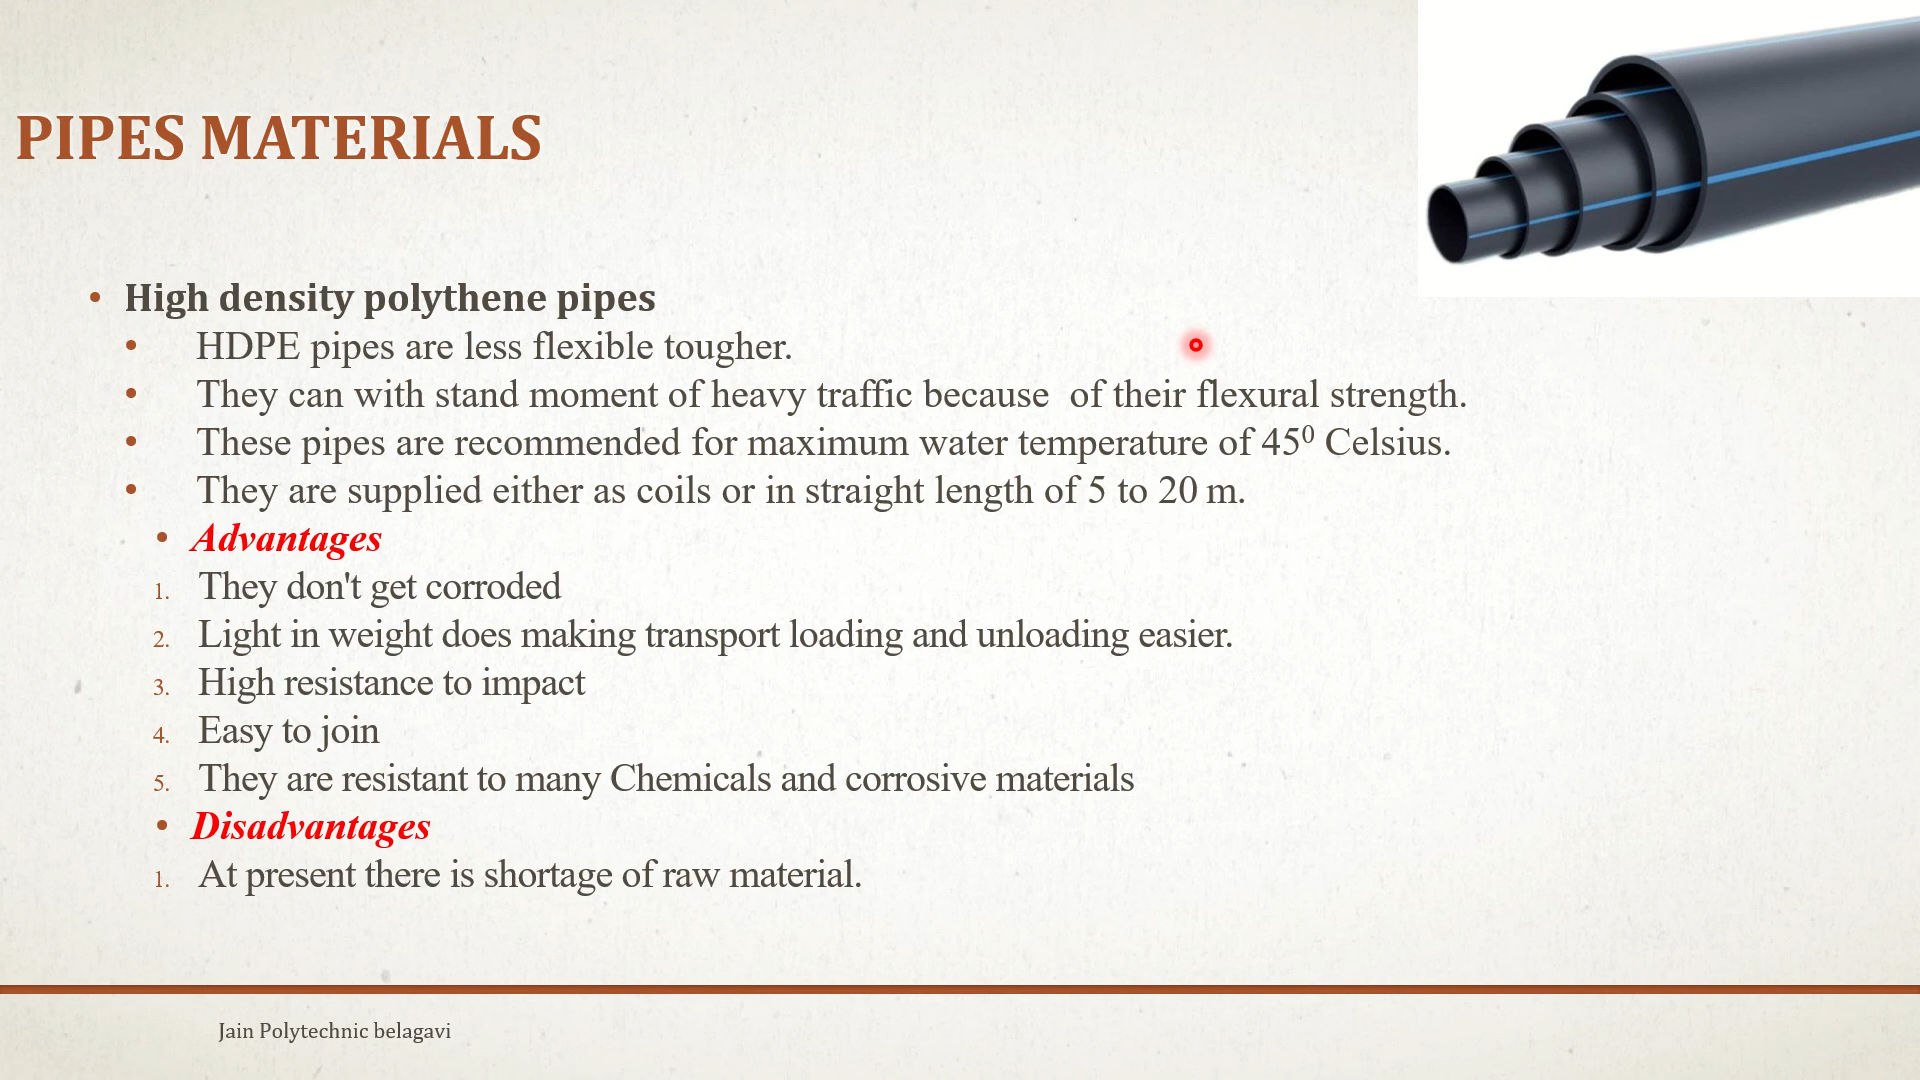 PIPES MATERIALS
• High density polythene pipes
• HDPE pipes are less flexible tougher.
• They can with stand moment of heavy traffic because  of their flexural strength.
• These pipes are recommended for maximum water temperature of 45⁰ Celsius.
• They are supplied either as coils or in straight length of 5 to 20 m.
• Advantages
1. They don't get corroded
2. Light in weight does making transport loading and unloading easier.
3. High resistance to impact
4. Easy to join
5. They are resistant to many Chemicals and corrosive materials
• Disadvantages
1. At present there is shortage of raw material.
Jain Polytechnic belagavi